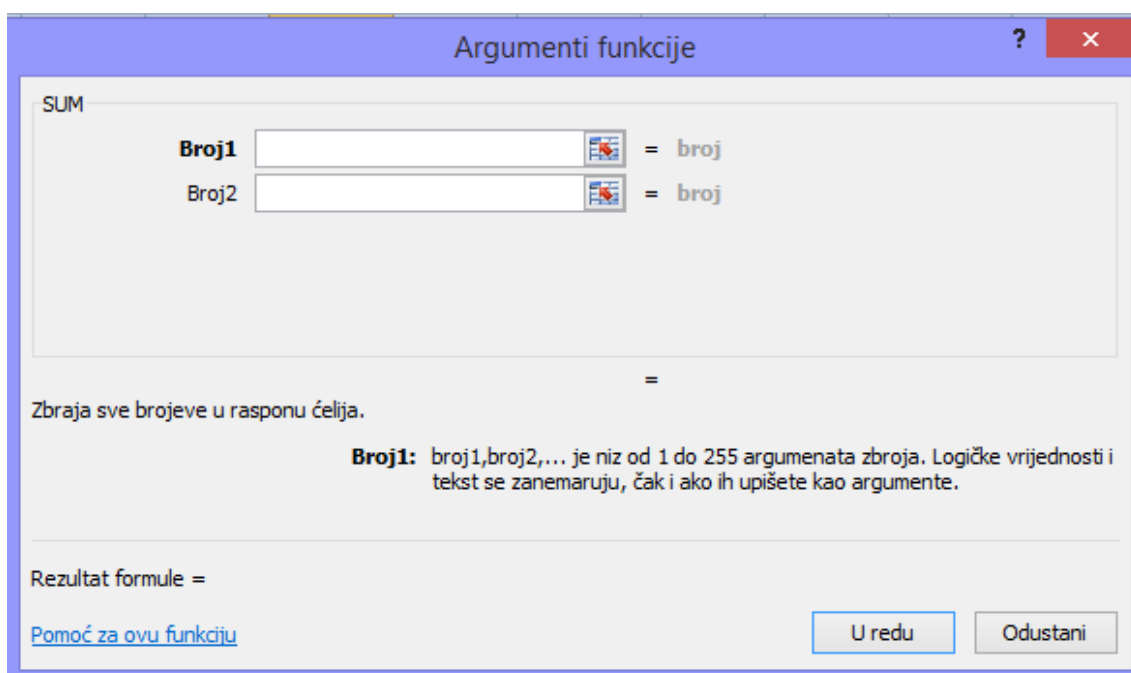 Argumenti funkcije ? ×
SUM
Broj1 = broj
Broj2 = broj
=
Zbraja sve brojeve u rasponu ćelija.
Broj1: broj1,broj2,... je niz od 1 do 255 argumenata zbroja. Logičke vrijednosti i
tekst se zanemaruju, čak i ako ih upišete kao argumente.
Rezultat formule =
Pomoć za ovu funkciju U redu Odustani